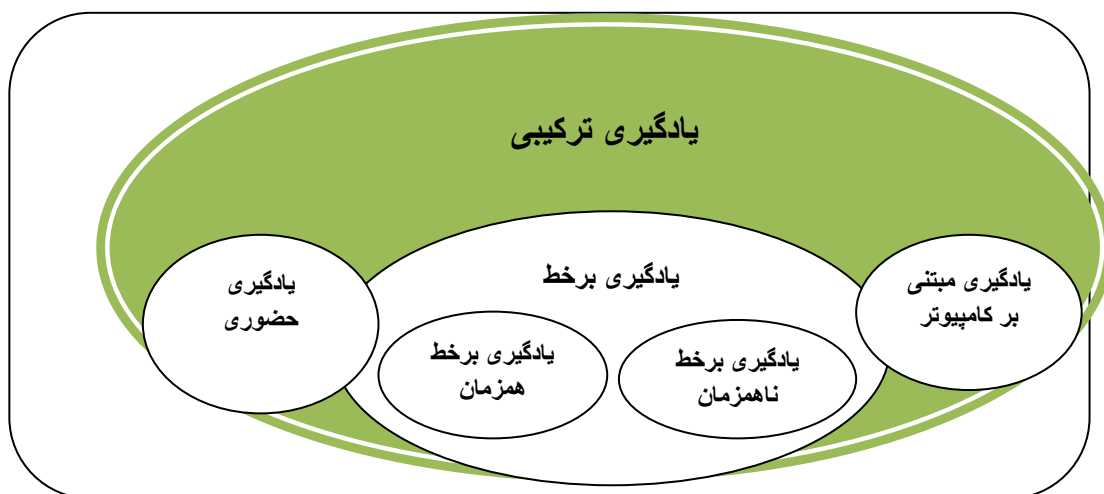 یادگیری ترکیبی
یادگیری مبتنی
بر کامپیوتر
یادگیری برخط
یادگیری
حضوری
یادگیری برخط
ناهمزمان
یادگیری برخط
همزمان